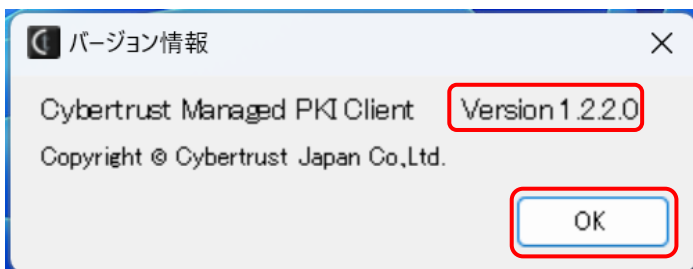 バージョン情報
Cybertrust Managed PKI Client Version 1.2.2.0
Copyright © Cybertrust Japan Co,Ltd.
OK